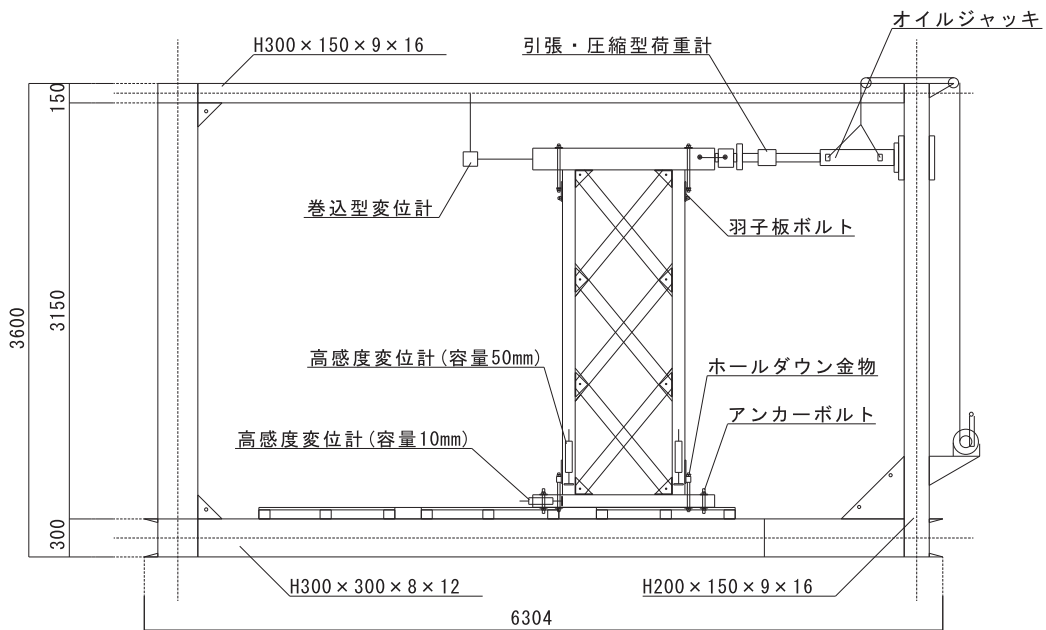 オイルジャッキ
H300×150×9×16
引張・圧縮型荷重計
150
巻込型変位計
羽子板ボルト
3150
3600
高感度変位計(容量50mm)
ホールダウン金物
アンカーボルト
高感度変位計(容量10mm)
300
H300×300×8×12
H200×150×9×16
6304